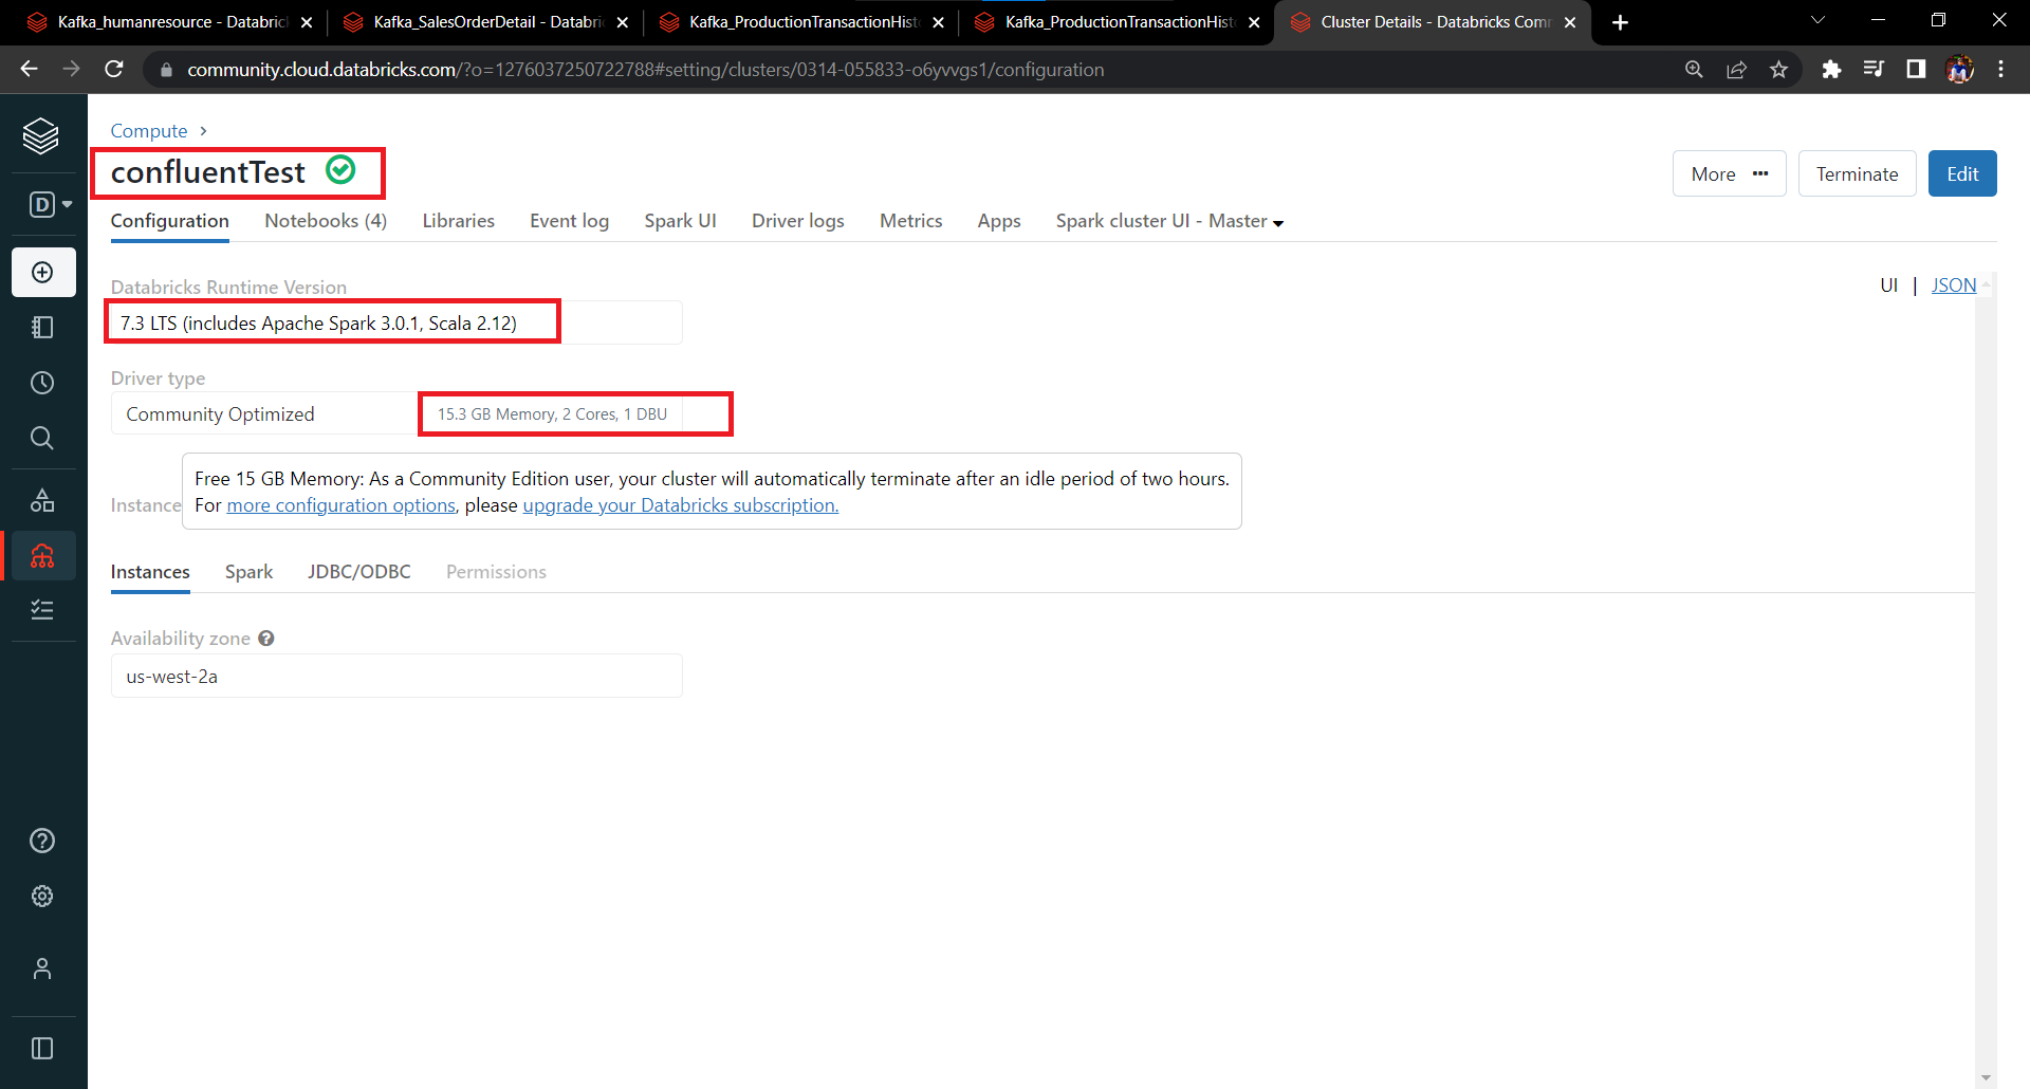 Kafka_humanresource - Databric
Kafka_SalesOrderDetail - Databri
Kafka_ProductionTransactionHist
Kafka_ProductionTransactionHist
Cluster Details - Databricks Com
community.cloud.databricks.com/?o=1276037250722788#setting/clusters/0314-055833-o6yvvgs1/configuration
Compute >
confluentTest
More ··· Terminate Edit
Configuration Notebooks (4) Libraries Event log Spark UI Driver logs Metrics Apps Spark cluster UI - Master
D
UI | JSON
Databricks Runtime Version
7.3 LTS (includes Apache Spark 3.0.1, Scala 2.12)
Driver type
Community Optimized 15.3 GB Memory, 2 Cores, 1 DBU
Free 15 GB Memory: As a Community Edition user, your cluster will automatically terminate after an idle period of two hours.
Instance
For more configuration options, please upgrade your Databricks subscription.
Instances Spark JDBC/ODBC Permissions
Availability zone
us-west-2a